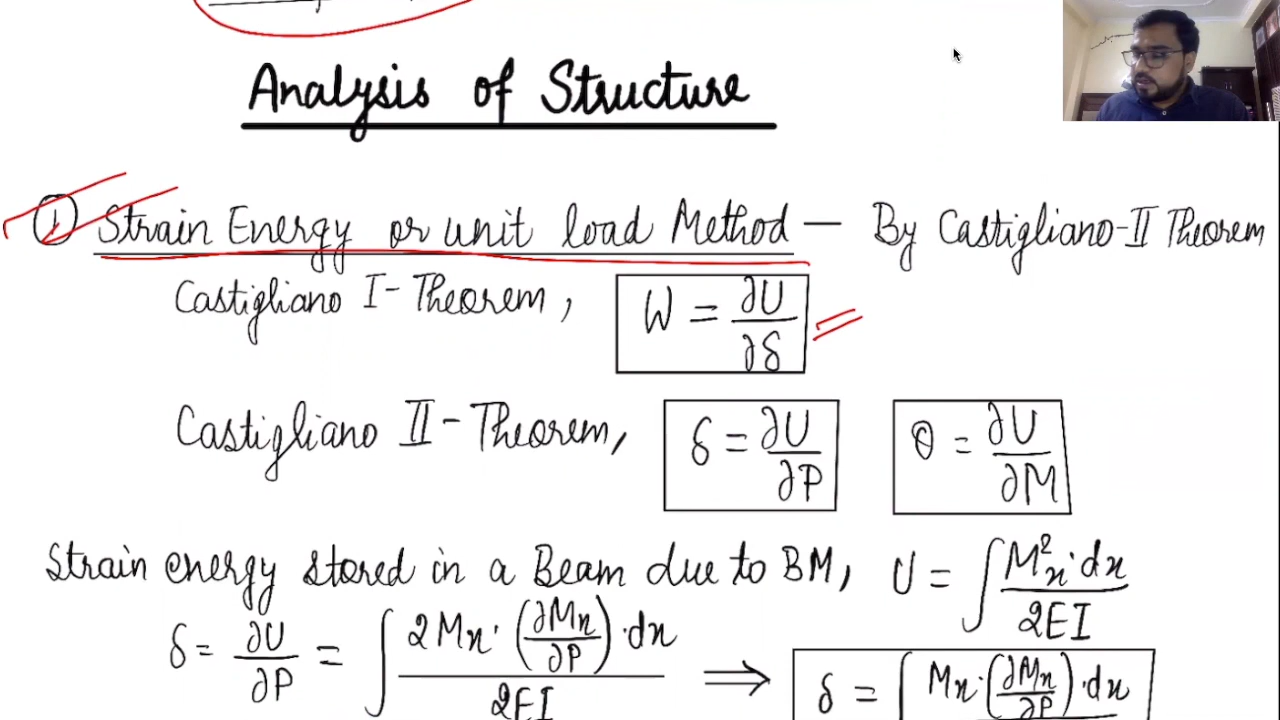 Analysis of Structure
① Strain Energy or unit load Method — By Castigliano-II Theorem
Castigliano I-Theorem, W = ∂U/∂δ
Castigliano II-Theorem, δ = ∂U/∂P θ = ∂U/∂M
Strain energy stored in a Beam due to BM, U = ∫ Mx²·dx / 2EI
δ = ∂U/∂P = ∫ 2Mx·(∂Mx/∂P)·dx / 2EI ⟹ δ = ∫ Mx·(∂Mx/∂P)·dx